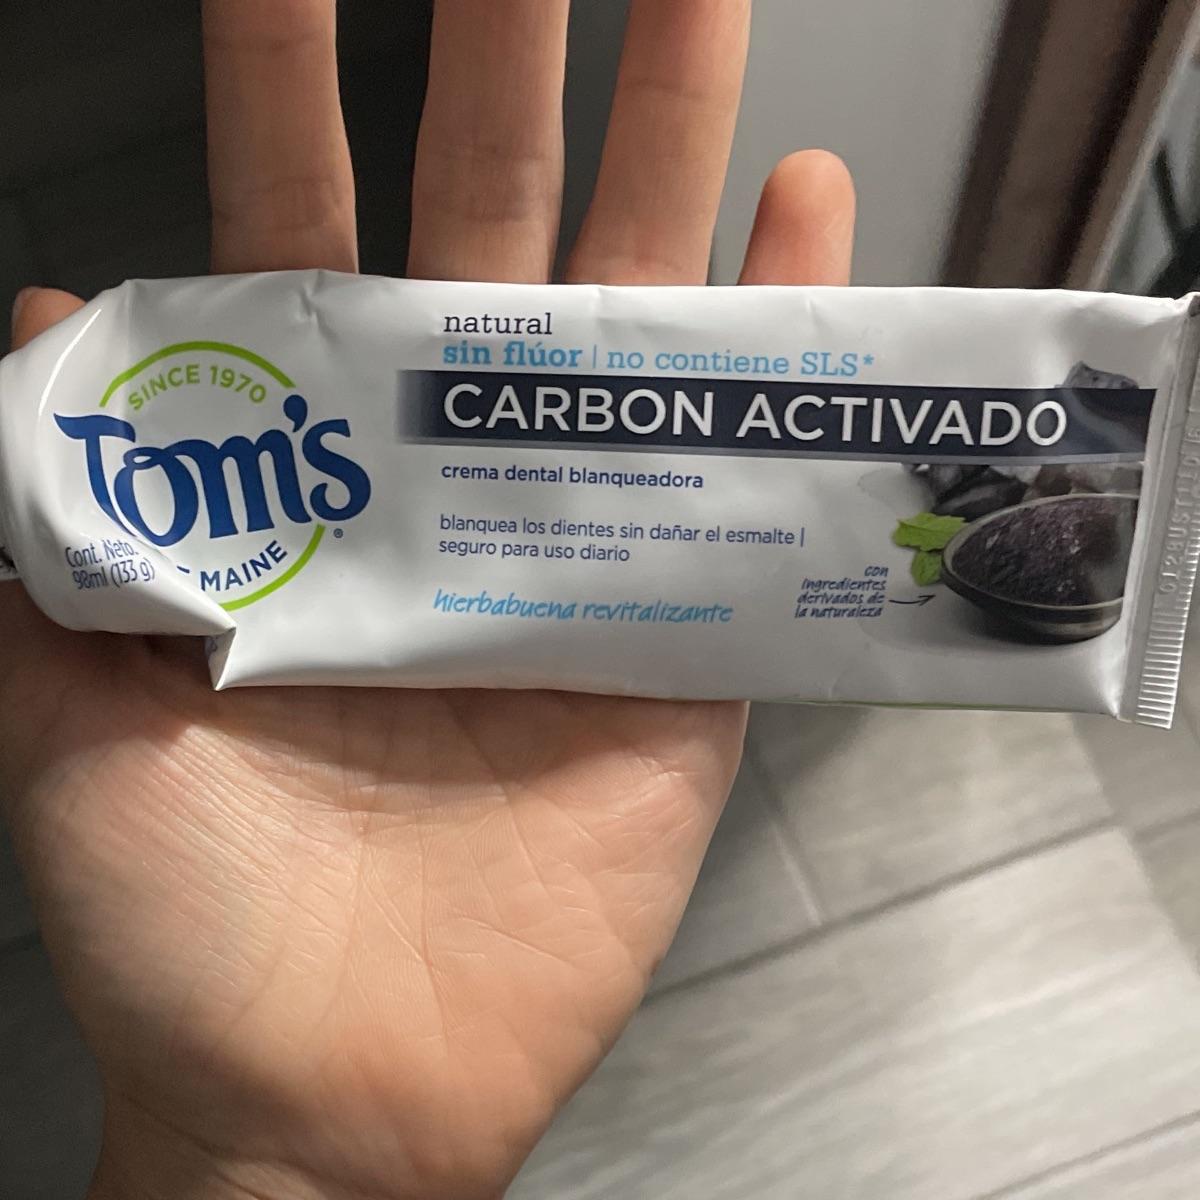 SINCE 1970
Tom's®
MAINE
Cont. Neto.
98ml (133 g)
natural
sin flúor | no contiene SLS*
CARBON ACTIVADO
crema dental blanqueadora
blanquea los dientes sin dañar el esmalte |
seguro para uso diario
hierbabuena revitalizante
con
ingredientes
derivados de
la naturaleza